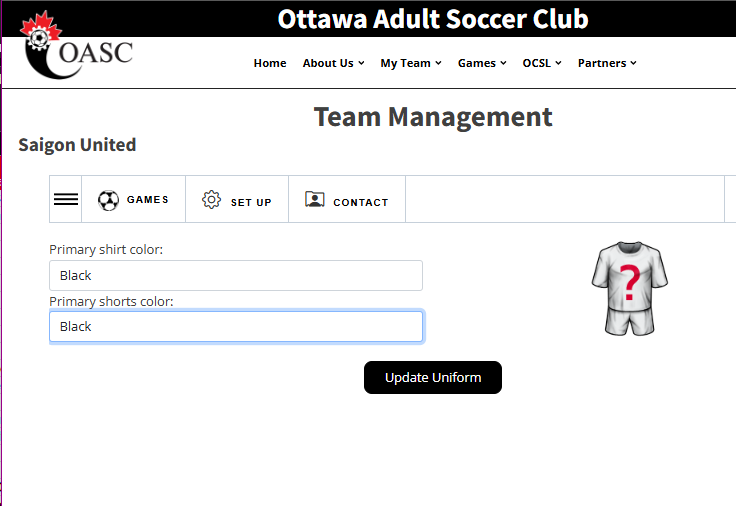 Ottawa Adult Soccer Club
OASC
Home About Us My Team Games OCSL Partners
Team Management
Saigon United
GAMES SET UP CONTACT
Primary shirt color:
Black
?
Primary shorts color:
Black
Update Uniform